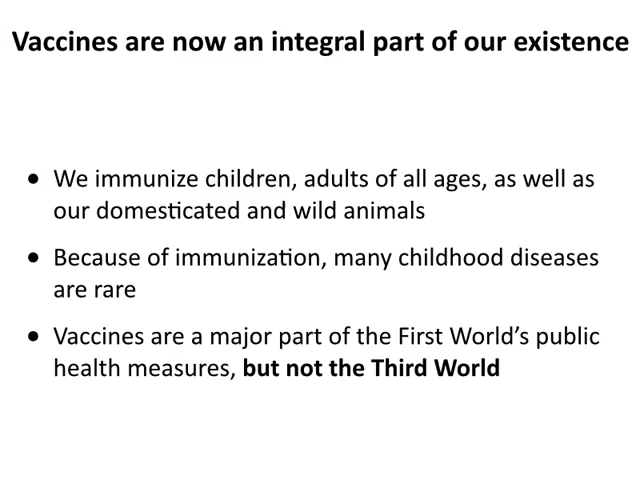 Vaccines are now an integral part of our existence
• We immunize children, adults of all ages, as well as
our domesticated and wild animals
• Because of immunization, many childhood diseases
are rare
• Vaccines are a major part of the First World’s public
health measures, but not the Third World